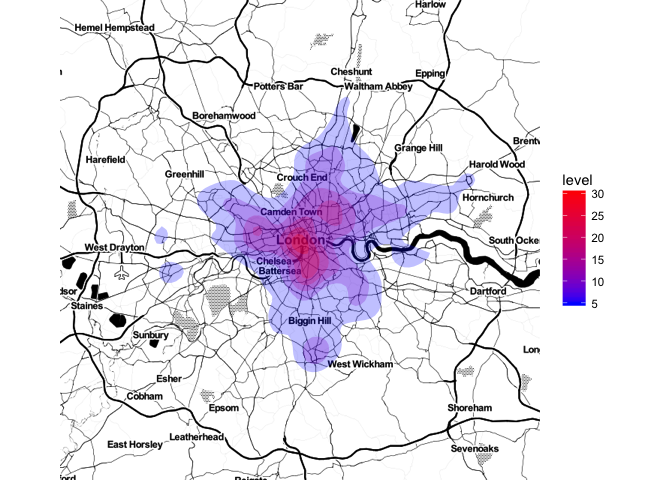 Harlow
Hemel Hempstead
Cheshunt
Epping
Potters Bar
Waltham Abbey
Borehamwood
Brentw
Grange Hill
Harefield
Harold Wood
Greenhill
Crouch End
level
Hornchurch
30
Camden Town
25
London
South Ocke
20
West Drayton
Chelsea
15
Battersea
10
dsor
Dartford
5
Staines
Biggin Hill
Sunbury
Lon
West Wickham
Esher
Cobham
Epsom
Shoreham
Leatherhead
East Horsley
Sevenoaks
ford
Reigate